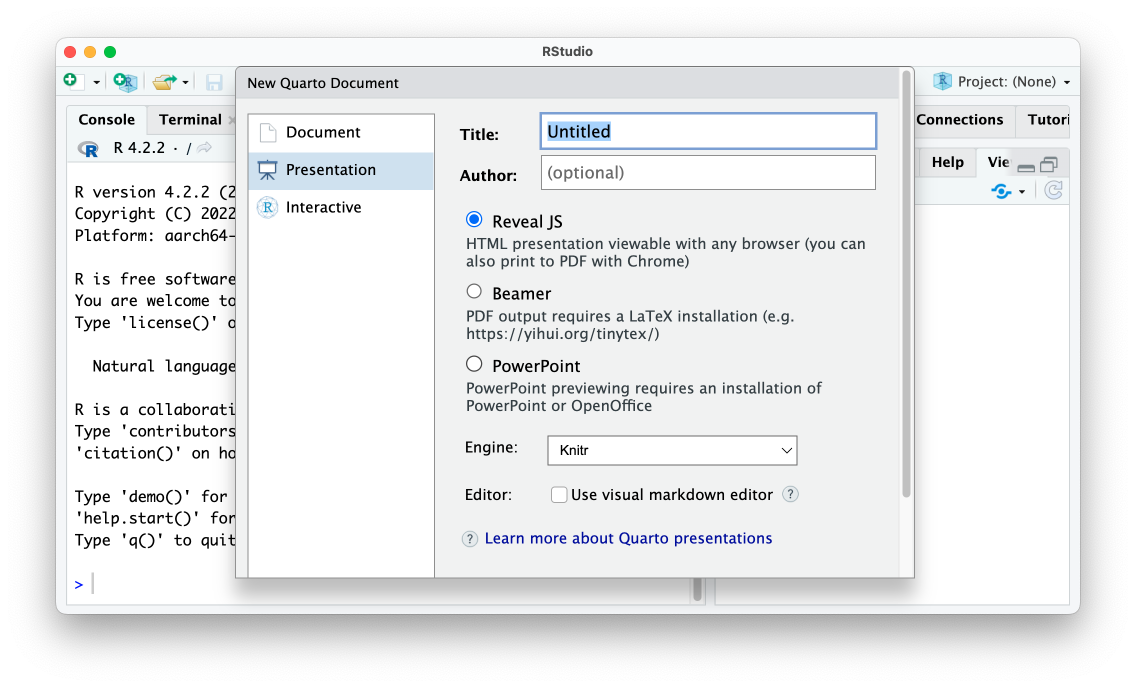 RStudio
New Quarto Document
Project: (None)
Console
Terminal
Connections
Tutori
R 4.2.2 · /
Help
Vie
Document
Presentation
Interactive
Title:
Untitled
Author:
(optional)
Reveal JS
HTML presentation viewable with any browser (you can
also print to PDF with Chrome)
Beamer
PDF output requires a LaTeX installation (e.g.
https://yihui.org/tinytex/)
PowerPoint
PowerPoint previewing requires an installation of
PowerPoint or OpenOffice
Engine:
Knitr
Editor:
Use visual markdown editor ?
? Learn more about Quarto presentations
R version 4.2.2 (2
Copyright (C) 2022
Platform: aarch64-
R is free software
You are welcome to
Type 'license()' o
Natural language
R is a collaborati
Type 'contributors
'citation()' on ho
Type 'demo()' for
'help.start()' for
Type 'q()' to quit
>